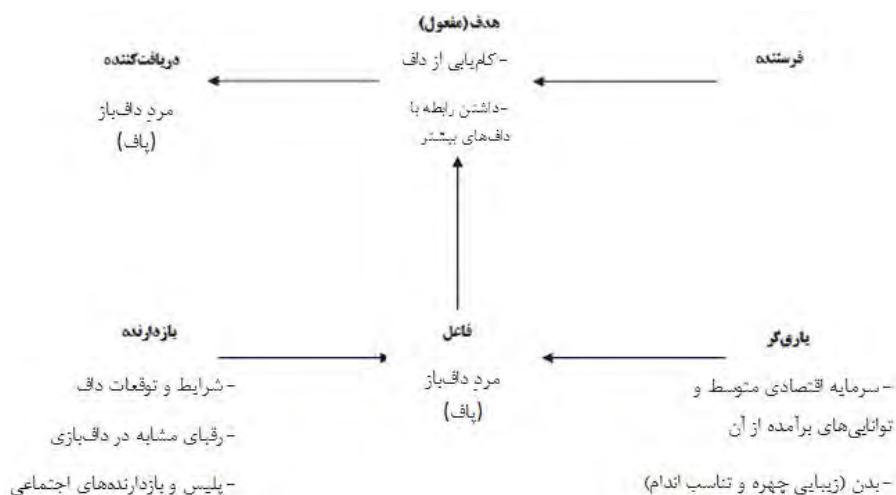 هدف(مفعول)
فرستنده
دریافت‌کننده
- کام‌یابی از داف
-داشتن رابطه با
داف‌های بیشتر
مردِ داف‌باز
(پاف)
یاری‌گر
فاعل
بازدارنده
مردِ داف‌باز
(پاف)
- سرمایه اقتصادی متوسط و
توانایی‌های برآمده از آن
- بدن (زیبایی چهره و تناسب اندام)
- شرایط و توقعات داف
- رقبای مشابه در داف‌بازی
- پلیس و بازدارنده‌های اجتماعی